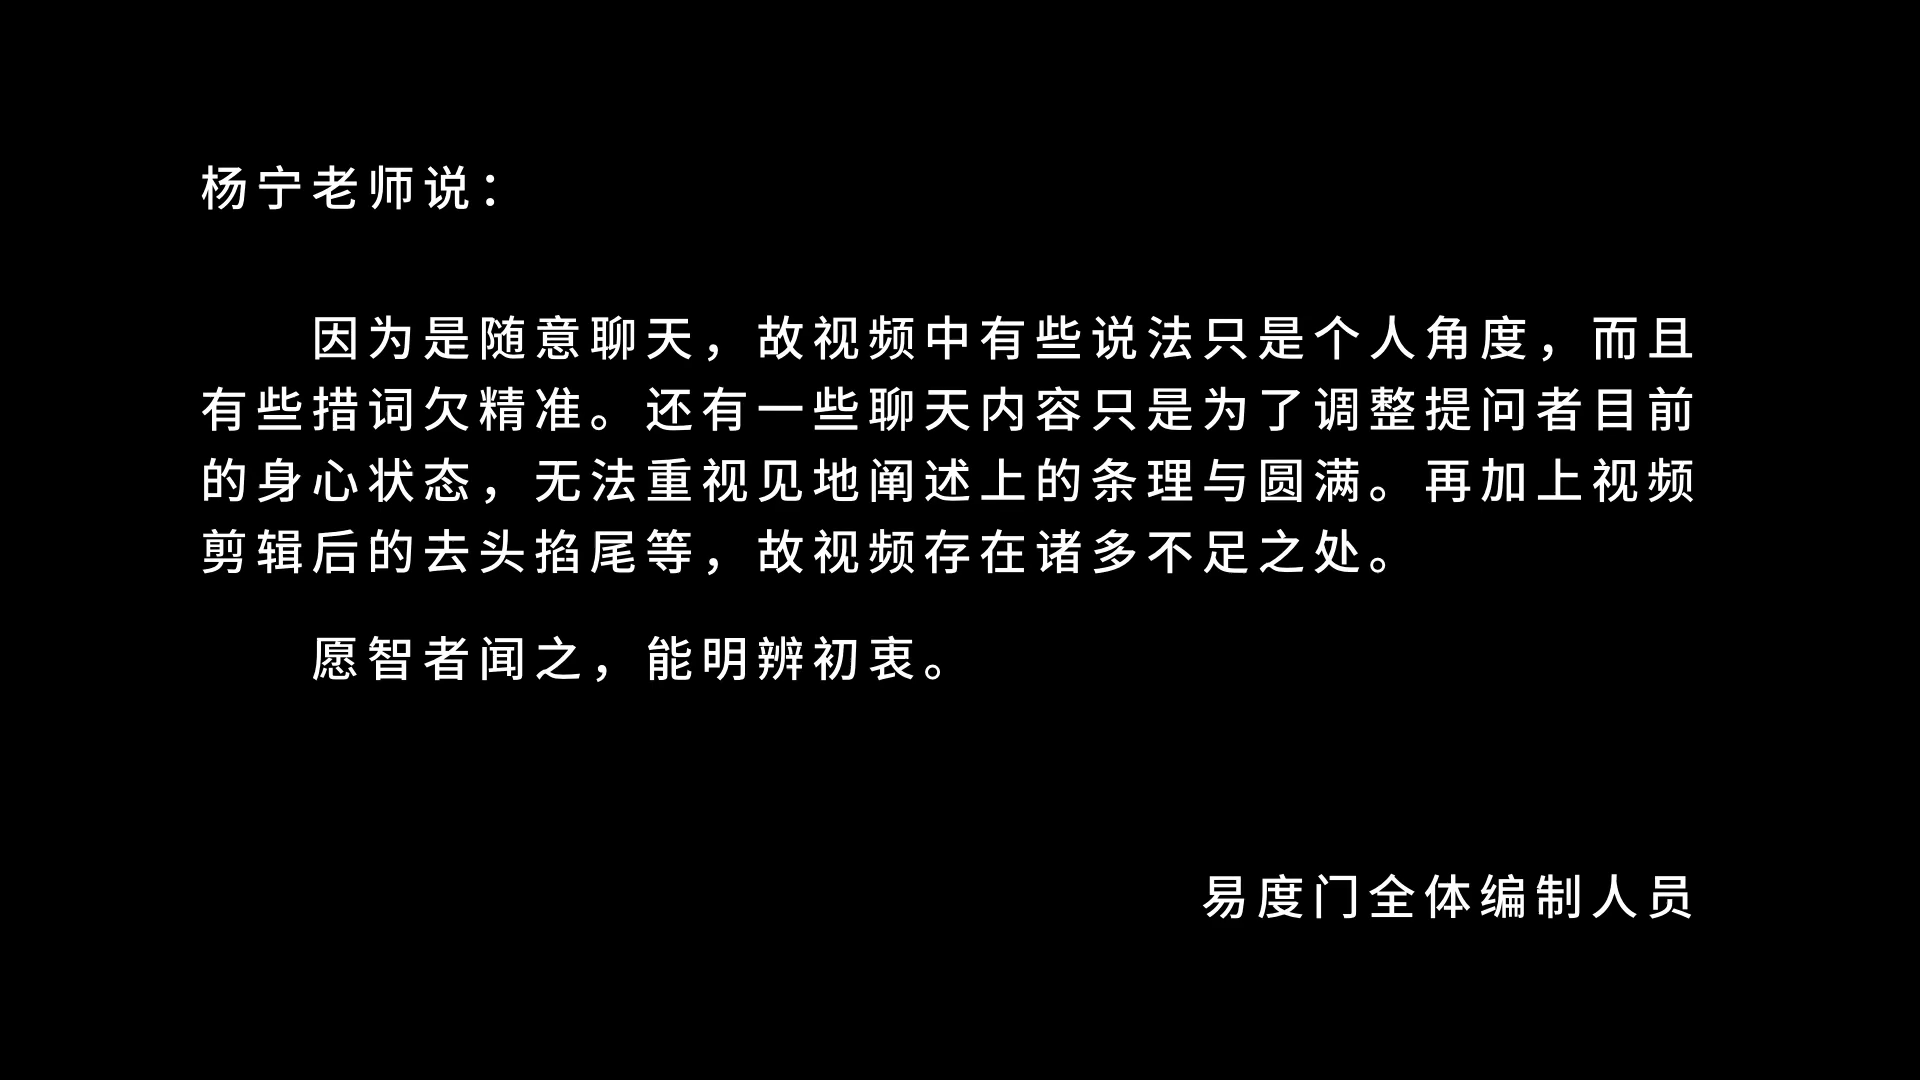 杨宁老师说：
因为是随意聊天，故视频中有些说法只是个人角度，而且
有些措词欠精准。还有一些聊天内容只是为了调整提问者目前
的身心状态，无法重视见地阐述上的条理与圆满。再加上视频
剪辑后的去头掐尾等，故视频存在诸多不足之处。
愿智者闻之，能明辨初衷。
易度门全体编制人员